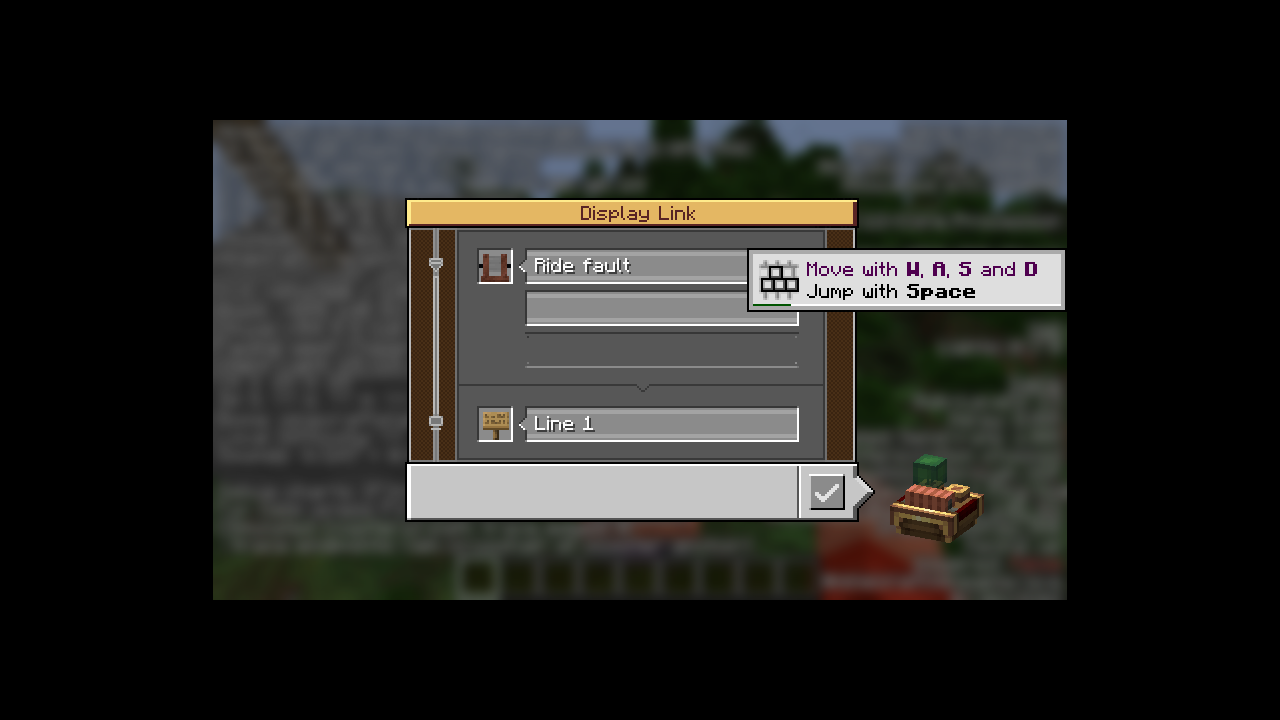 Display Link
Ride fault
Move with W, A, S and D
Jump with Space
Line 1